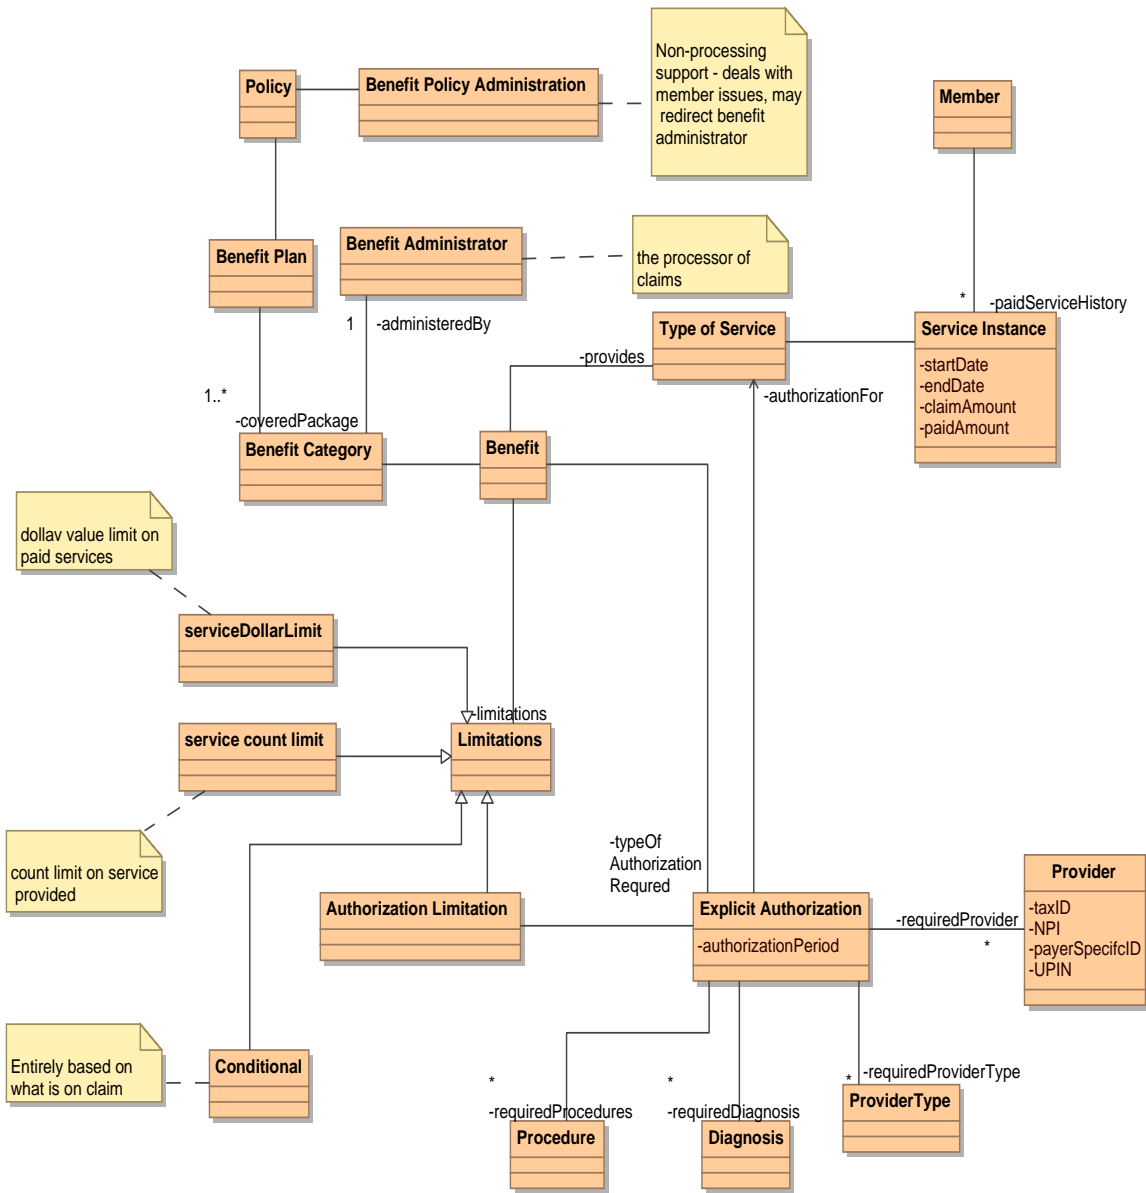 Non-processing
support - deals with
member issues, may
redirect benefit
administrator
Policy
Benefit Policy Administration
Member
Benefit Plan
Benefit Administrator
the processor of
claims
1
-administeredBy
*
-paidServiceHistory
Type of Service
Service Instance
-startDate
-endDate
-claimAmount
-paidAmount
-provides
-authorizationFor
1..*
-coveredPackage
Benefit Category
Benefit
dollav value limit on
paid services
serviceDollarLimit
-limitations
service count limit
Limitations
count limit on service
provided
-typeOf
Authorization
Requred
Authorization Limitation
Explicit Authorization
-authorizationPeriod
-requiredProvider
*
Provider
-taxID
-NPI
-payerSpecifcID
-UPIN
Entirely based on
what is on claim
Conditional
*
-requiredProcedures
Procedure
*
-requiredDiagnosis
Diagnosis
*
-requiredProviderType
ProviderType